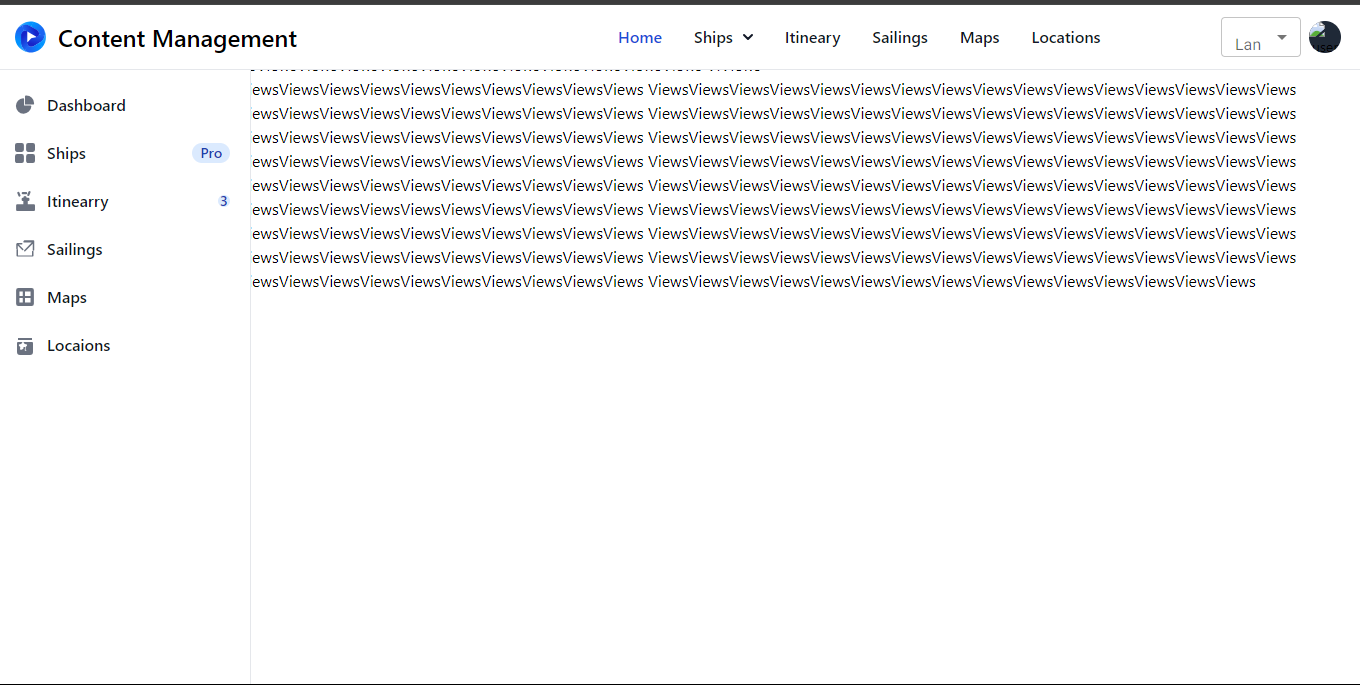 Content Management
Home Ships Itineary Sailings Maps Locations
Lan
Dashboard
Ships Pro
Itinearry 3
Sailings
Maps
Locaions
ewsViewsViewsViewsViewsViewsViewsViewsViewsViews ViewsViewsViewsViewsViewsViewsViewsViewsViewsViewsViewsViewsViewsViewsViewsViews
ewsViewsViewsViewsViewsViewsViewsViewsViewsViews ViewsViewsViewsViewsViewsViewsViewsViewsViewsViewsViewsViewsViewsViewsViewsViews
ewsViewsViewsViewsViewsViewsViewsViewsViewsViews ViewsViewsViewsViewsViewsViewsViewsViewsViewsViewsViewsViewsViewsViewsViewsViews
ewsViewsViewsViewsViewsViewsViewsViewsViewsViews ViewsViewsViewsViewsViewsViewsViewsViewsViewsViewsViewsViewsViewsViewsViewsViews
ewsViewsViewsViewsViewsViewsViewsViewsViewsViews ViewsViewsViewsViewsViewsViewsViewsViewsViewsViewsViewsViewsViewsViewsViewsViews
ewsViewsViewsViewsViewsViewsViewsViewsViewsViews ViewsViewsViewsViewsViewsViewsViewsViewsViewsViewsViewsViewsViewsViewsViewsViews
ewsViewsViewsViewsViewsViewsViewsViewsViewsViews ViewsViewsViewsViewsViewsViewsViewsViewsViewsViewsViewsViewsViewsViewsViewsViews
ewsViewsViewsViewsViewsViewsViewsViewsViewsViews ViewsViewsViewsViewsViewsViewsViewsViewsViewsViewsViewsViewsViewsViewsViewsViews
ewsViewsViewsViewsViewsViewsViewsViewsViewsViews ViewsViewsViewsViewsViewsViewsViewsViewsViewsViewsViewsViewsViewsViewsViews